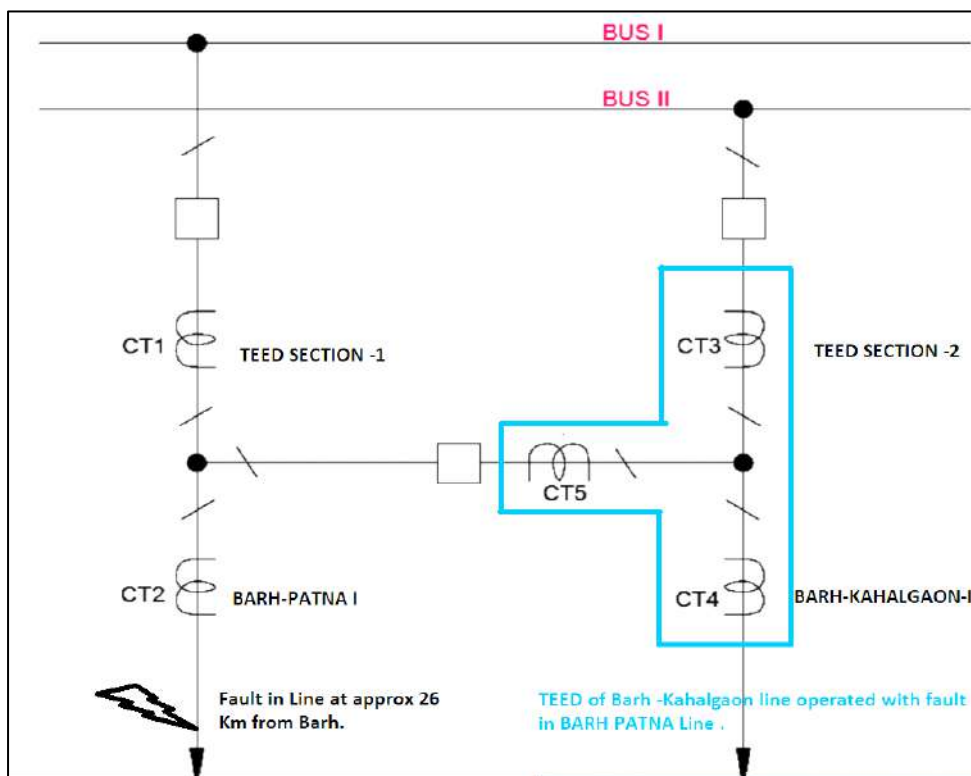 BUS I
BUS II
CT1
TEED SECTION -1
CT3
TEED SECTION -2
CT5
CT2
BARH-PATNA I
CT4
BARH-KAHALGAON-I
Fault in Line at approx 26
Km from Barh.
TEED of Barh -Kahalgaon line operated with fault
in BARH PATNA Line .